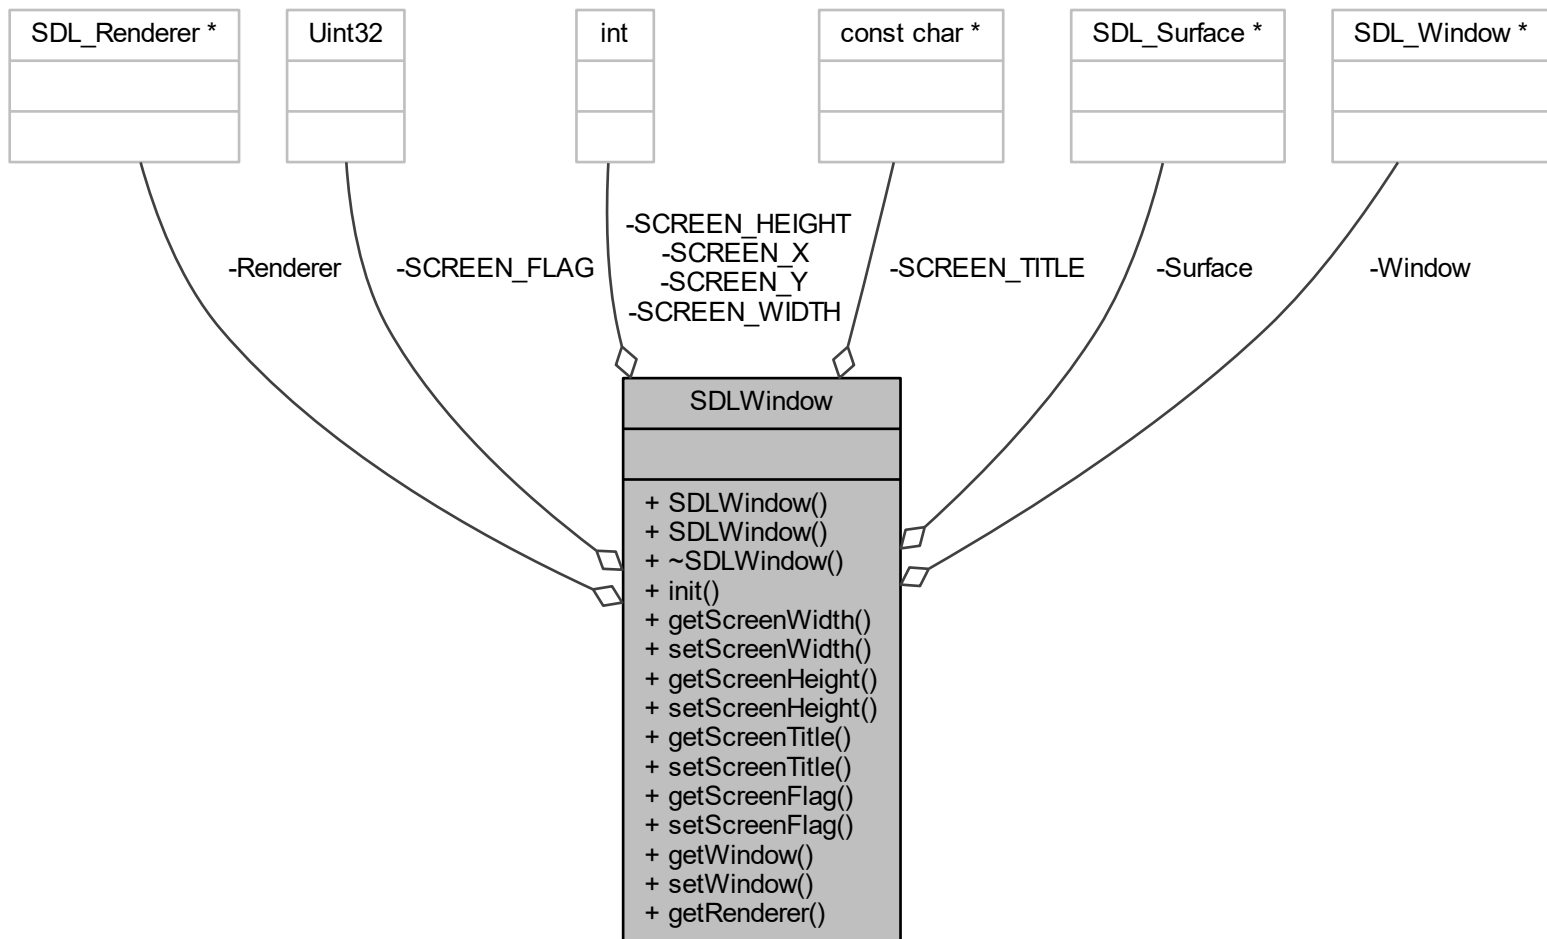 SDL_Renderer *
Uint32
int
const char *
SDL_Surface *
SDL_Window *
-Renderer
-SCREEN_FLAG
-SCREEN_HEIGHT
-SCREEN_X
-SCREEN_Y
-SCREEN_WIDTH
-SCREEN_TITLE
-Surface
-Window
SDLWindow
+ SDLWindow()
+ SDLWindow()
+ ~SDLWindow()
+ init()
+ getScreenWidth()
+ setScreenWidth()
+ getScreenHeight()
+ setScreenHeight()
+ getScreenTitle()
+ setScreenTitle()
+ getScreenFlag()
+ setScreenFlag()
+ getWindow()
+ setWindow()
+ getRenderer()